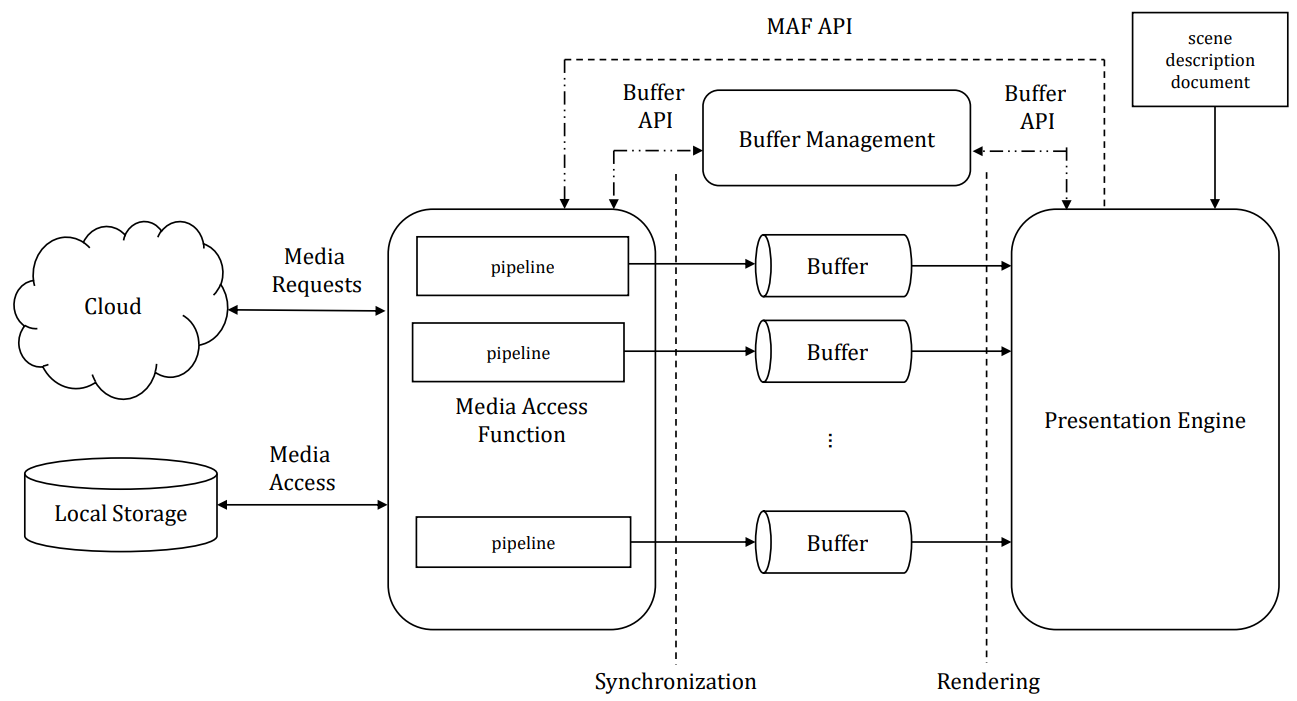 MAF API
scene
description
document
Buffer
API
Buffer Management
Buffer
API
Media
Requests
Cloud
pipeline
Buffer
pipeline
Buffer
Media Access
Function
Presentation Engine
...
Media
Access
Local Storage
pipeline
Buffer
Synchronization
Rendering